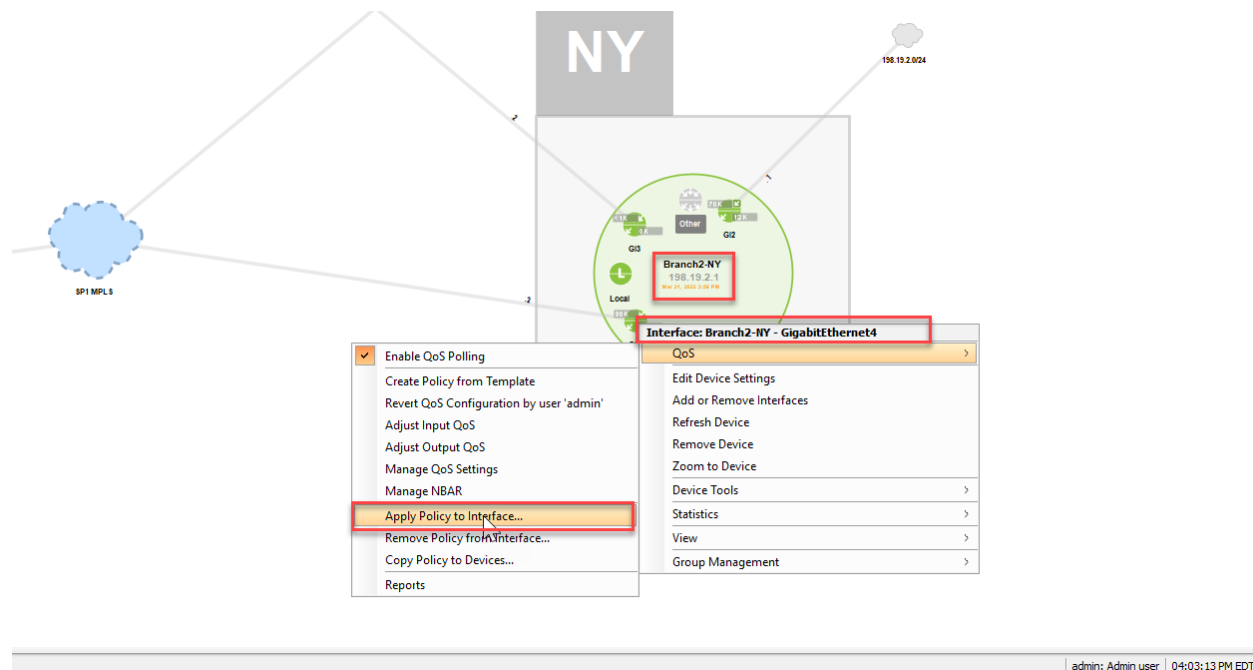 NY
198.19.2.0/24
.2
.1
Other
GI3
GI2
Branch2-NY
198.19.2.1
Local
SP1 MPLS
.2
Interface: Branch2-NY - GigabitEthernet4
QoS
Edit Device Settings
Add or Remove Interfaces
Refresh Device
Remove Device
Zoom to Device
Device Tools
Statistics
View
Group Management
Enable QoS Polling
Create Policy from Template
Revert QoS Configuration by user 'admin'
Adjust Input QoS
Adjust Output QoS
Manage QoS Settings
Manage NBAR
Apply Policy to Interface...
Remove Policy from Interface...
Copy Policy to Devices...
Reports
admin: Admin user
04:03:13 PM EDT